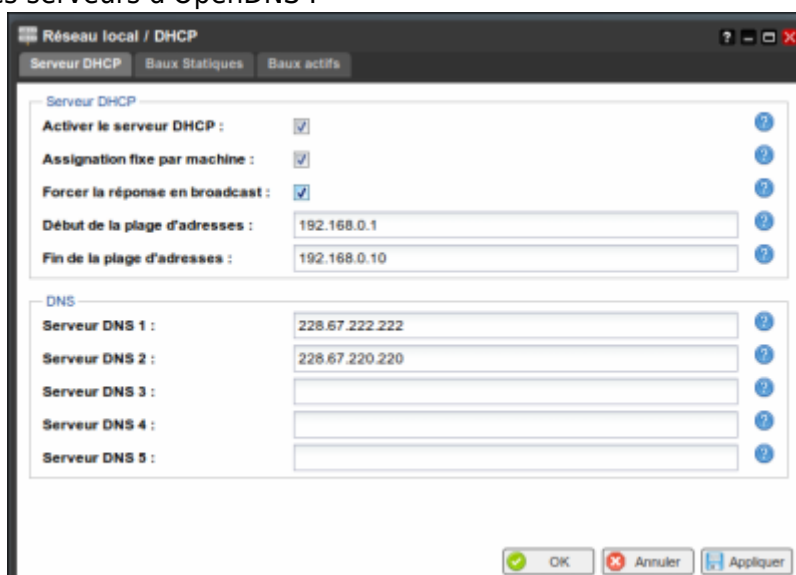 es serveurs d'OpenDNS :
Réseau local / DHCP
Serveur DHCP Baux Statiques Baux actifs
Serveur DHCP
Activer le serveur DHCP :
Assignation fixe par machine :
Forcer la réponse en broadcast :
Début de la plage d'adresses : 192.168.0.1
Fin de la plage d'adresses : 192.168.0.10
DNS
Serveur DNS 1 : 228.67.222.222
Serveur DNS 2 : 228.67.220.220
Serveur DNS 3 :
Serveur DNS 4 :
Serveur DNS 5 :
OK Annuler Appliquer